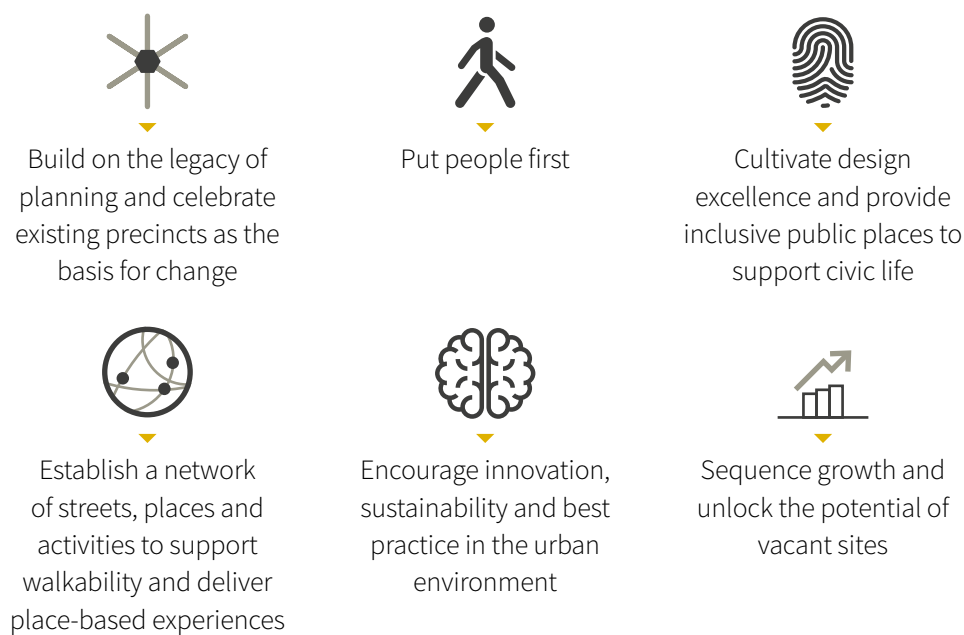 Build on the legacy of
planning and celebrate
existing precincts as the
basis for change
Put people first
Cultivate design
excellence and provide
inclusive public places to
support civic life
Establish a network
of streets, places and
activities to support
walkability and deliver
place-based experiences
Encourage innovation,
sustainability and best
practice in the urban
environment
Sequence growth and
unlock the potential of
vacant sites